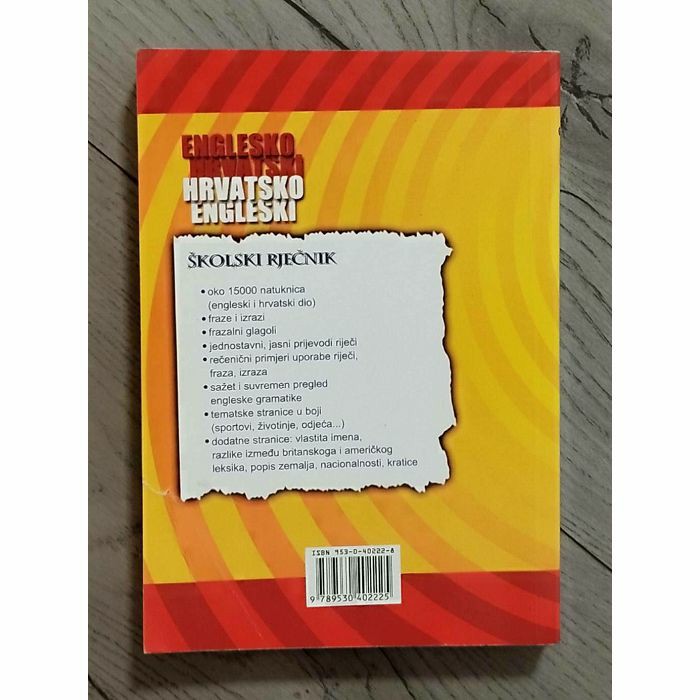 ENGLESKO
HRVATSKI
HRVATSKO
ENGLESKI
ŠKOLSKI RJEČNIK
• oko 15000 natuknica
(engleski i hrvatski dio)
• fraze i izrazi
• frazalni glagoli
• jednostavni, jasni prijevodi riječi
• rečenični primjeri uporabe riječi,
fraza, izraza
• sažet i suvremen pregled
engleske gramatike
• tematske stranice u boji
(sportovi, životinje, odjeća...)
• dodatne stranice: vlastita imena,
razlike između britanskoga i američkog
leksika, popis zemalja, nacionalnosti, kratice
ISBN 953-0-40222-8
9 789530 402225